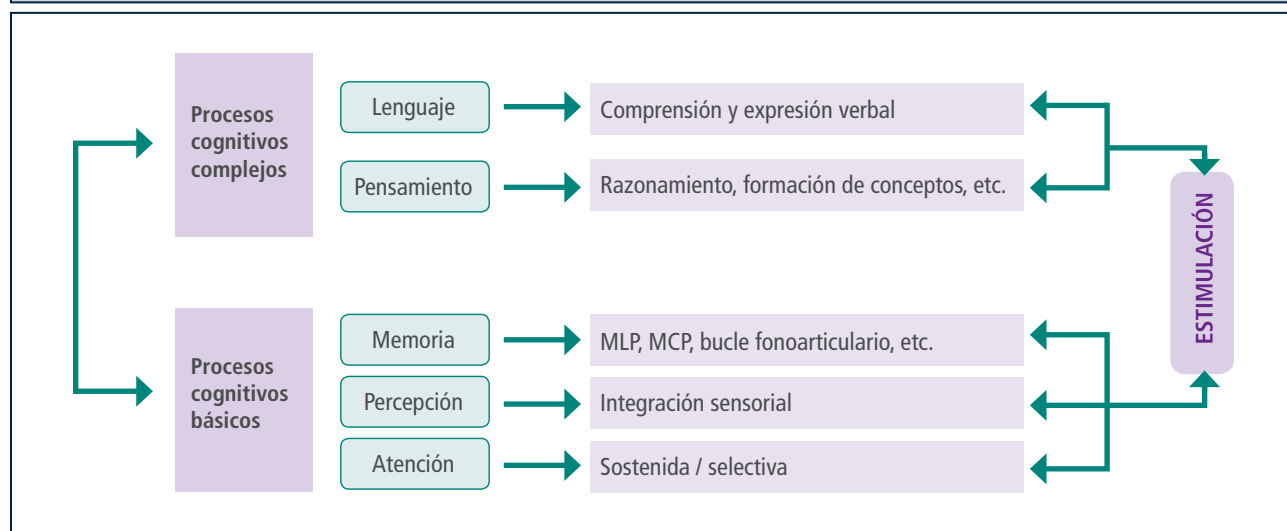 Procesos
cognitivos
complejos
Lenguaje
Comprensión y expresión verbal
Pensamiento
Razonamiento, formación de conceptos, etc.
ESTIMULACIÓN
Procesos
cognitivos
básicos
Memoria
MLP, MCP, bucle fonoarticulario, etc.
Percepción
Integración sensorial
Atención
Sostenida / selectiva